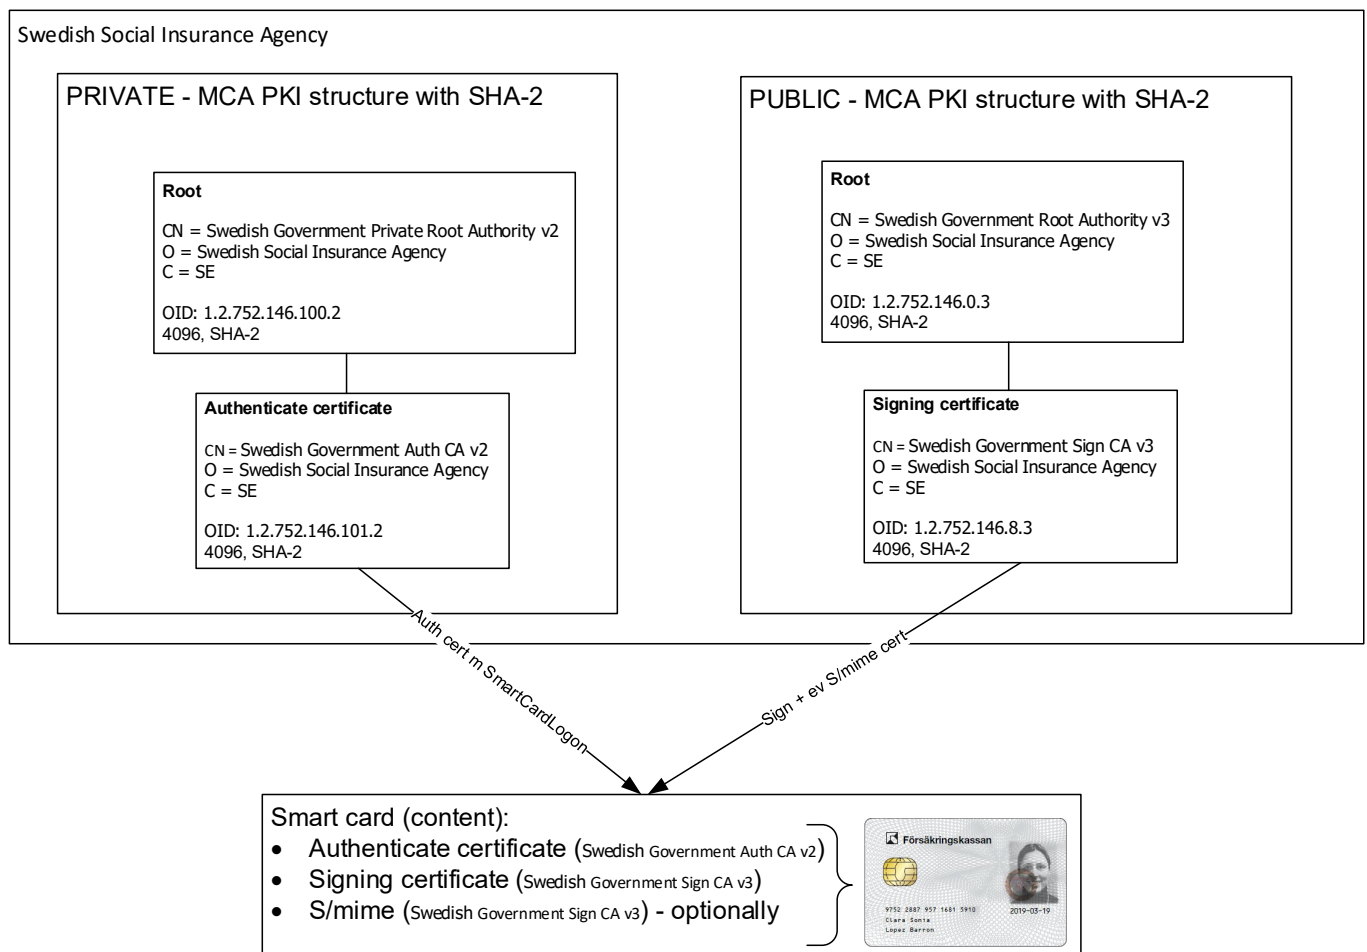 Swedish Social Insurance Agency
PRIVATE - MCA PKI structure with SHA-2
Root
CN = Swedish Government Private Root Authority v2
O = Swedish Social Insurance Agency
C = SE
OID: 1.2.752.146.100.2
4096, SHA-2
Authenticate certificate
CN = Swedish Government Auth CA v2
O = Swedish Social Insurance Agency
C = SE
OID: 1.2.752.146.101.2
4096, SHA-2
PUBLIC - MCA PKI structure with SHA-2
Root
CN = Swedish Government Root Authority v3
O = Swedish Social Insurance Agency
C = SE
OID: 1.2.752.146.0.3
4096, SHA-2
Signing certificate
CN = Swedish Government Sign CA v3
O = Swedish Social Insurance Agency
C = SE
OID: 1.2.752.146.8.3
4096, SHA-2
Auth cert m SmartCardLogon
Sign + ev S/mime cert
Smart card (content):
• Authenticate certificate (Swedish Government Auth CA v2)
• Signing certificate (Swedish Government Sign CA v3)
• S/mime (Swedish Government Sign CA v3) - optionally
Försäkringskassan
9752 2887 957 1681 5910
2019-03-19
Clara Sonia
Lopez Barron